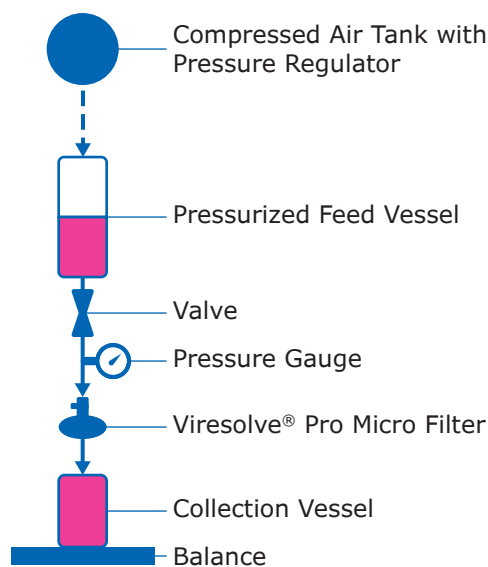 Compressed Air Tank with
Pressure Regulator
Pressurized Feed Vessel
Valve
Pressure Gauge
Viresolve® Pro Micro Filter
Collection Vessel
Balance